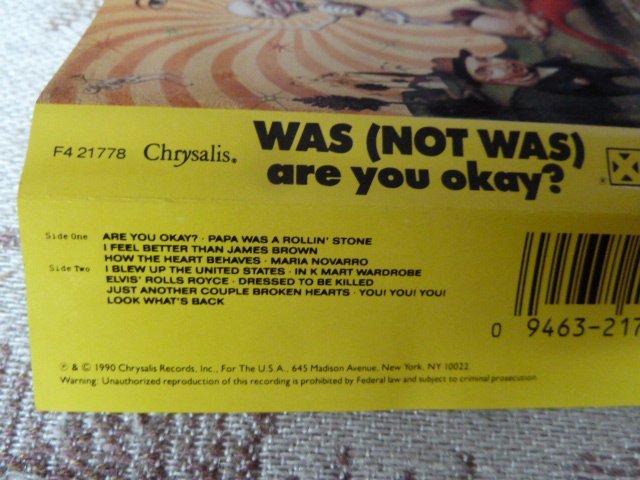 F4 21778 Chrysalis® WAS (NOT WAS)
are you okay?
Side One ARE YOU OKAY? · PAPA WAS A ROLLIN' STONE
I FEEL BETTER THAN JAMES BROWN
HOW THE HEART BEHAVES · MARIA NOVARRO
Side Two I BLEW UP THE UNITED STATES · IN K MART WARDROBE
ELVIS' ROLLS ROYCE · DRESSED TO BE KILLED
JUST ANOTHER COUPLE BROKEN HEARTS · YOU! YOU! YOU!
LOOK WHAT'S BACK
0 9463-217
℗ & © 1990 Chrysalis Records, Inc., For The U.S.A., 645 Madison Avenue, New York, NY 10022
Warning: Unauthorized reproduction of this recording is prohibited by Federal law and subject to criminal prosecution.